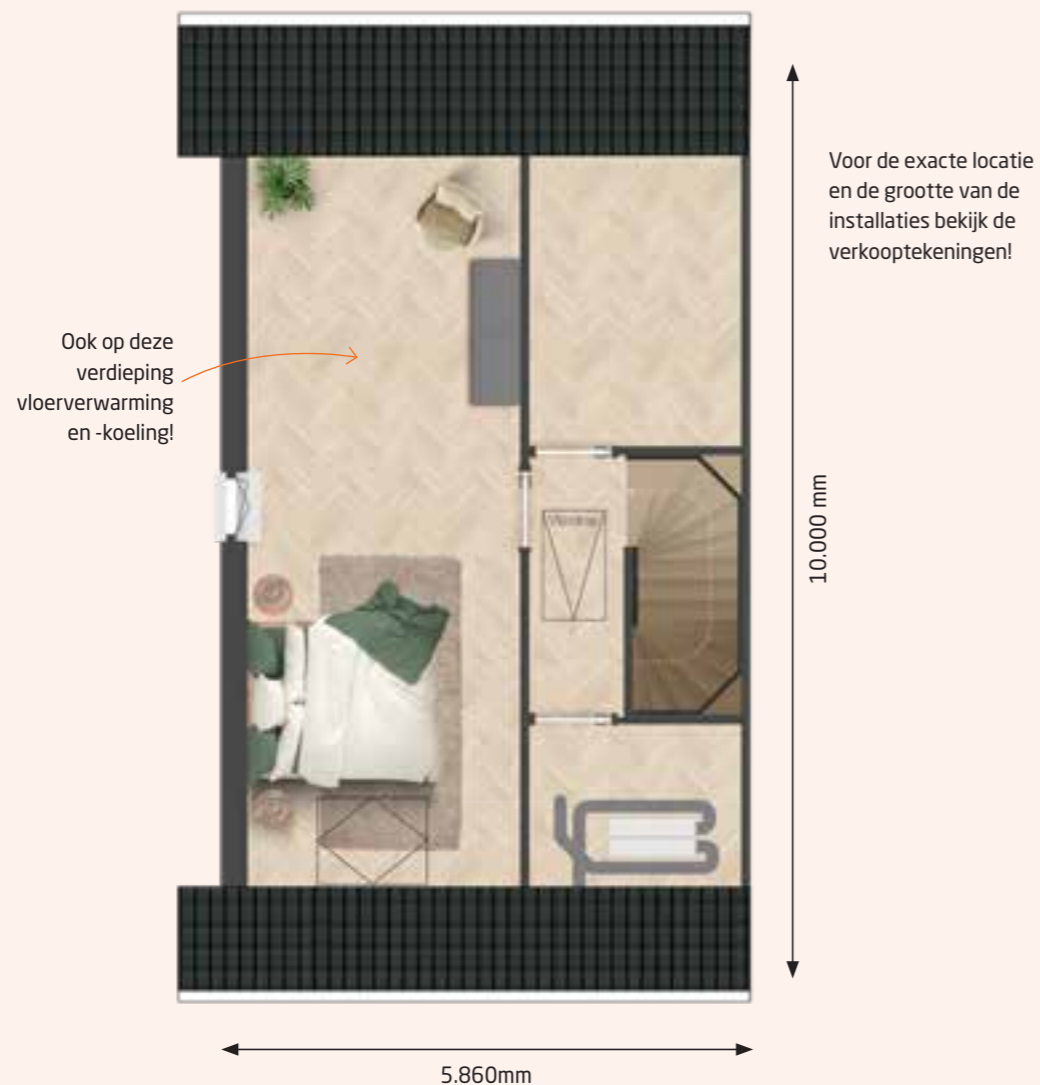 Voor de exacte locatie
en de grootte van de
installaties bekijk de
verkooptekeningen!
Ook op deze
verdieping
vloerverwarming
en -koeling!
10.000 mm
5.860mm